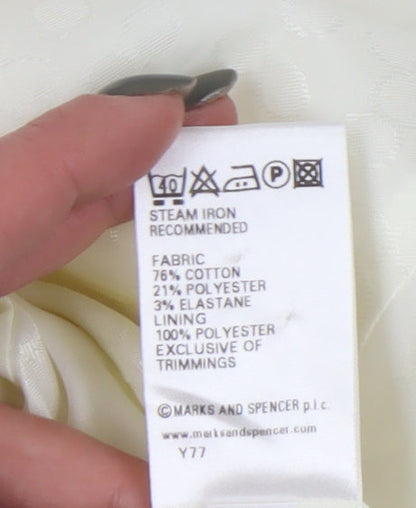 40 P
STEAM IRON
RECOMMENDED
FABRIC
76% COTTON
21% POLYESTER
3% ELASTANE
LINING
100% POLYESTER
EXCLUSIVE OF
TRIMMINGS
©MARKS AND SPENCER p.l.c.
www.marksandspencer.com
Y77